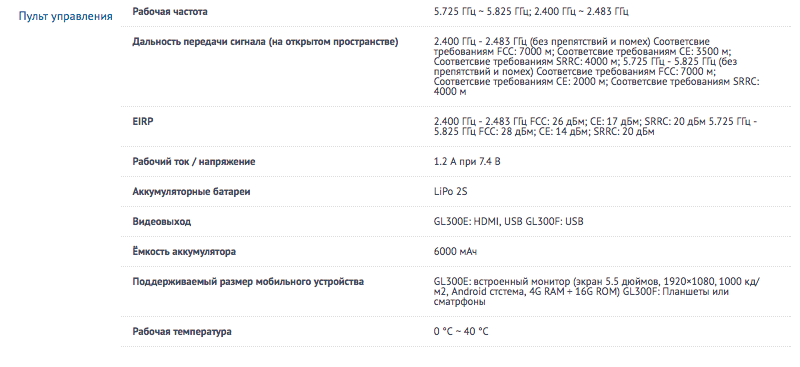 Пульт управления
Рабочая частота
5.725 ГГц ~ 5.825 ГГц; 2.400 ГГц ~ 2.483 ГГц
Дальность передачи сигнала (на открытом пространстве)
2.400 ГГц - 2.483 ГГц (без препятствий и помех) Соответсвие
требованиям FCC: 7000 м; Соответсвие требованиям CE: 3500 м;
Соответсвие требованиям SRRC: 4000 м; 5.725 ГГц - 5.825 ГГц (без
препятствий и помех) Соответсвие требованиям FCC: 7000 м;
Соответсвие требованиям CE: 2000 м; Соответсвие требованиям SRRC:
4000 м
EIRP
2.400 ГГц - 2.483 ГГц FCC: 26 дБм; CE: 17 дБм; SRRC: 20 дБм 5.725 ГГц -
5.825 ГГц FCC: 28 дБм; CE: 14 дБм; SRRC: 20 дБм
Рабочий ток / напряжение
1.2 А при 7.4 В
Аккумуляторные батареи
LiPo 2S
Видеовыход
GL300E: HDMI, USB GL300F: USB
Ёмкость аккумулятора
6000 мАч
Поддерживаемый размер мобильного устройства
GL300E: встроенный монитор (экран 5.5 дюймов, 1920×1080, 1000 кд/
м2, Android стстема, 4G RAM + 16G ROM) GL300F: Планшеты или
сматрфоны
Рабочая температура
0 °C ~ 40 °C